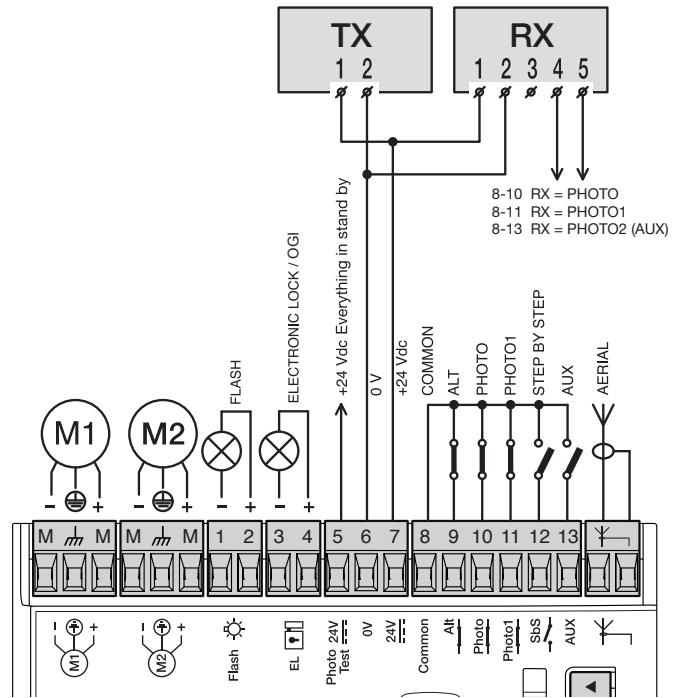 TX
1 2
RX
1 2 3 4 5
8-10 RX = PHOTO
8-11 RX = PHOTO1
8-13 RX = PHOTO2 (AUX)
FLASH
ELECTRONIC LOCK / OGI
+24 Vdc Everything in stand by
0 V
+24 Vdc
COMMON
ALT
PHOTO
PHOTO1
STEP BY STEP
AUX
AERIAL
M1
M2
- +
- +
- +
- +
M M M M 1 2 3 4 5 6 7 8 9 10 11 12 13
- +
M1
- +
M2
Flash
EL
Photo 24V
Test
0V
24V
Common
Alt
Photo
Photo1
SbS
AUX